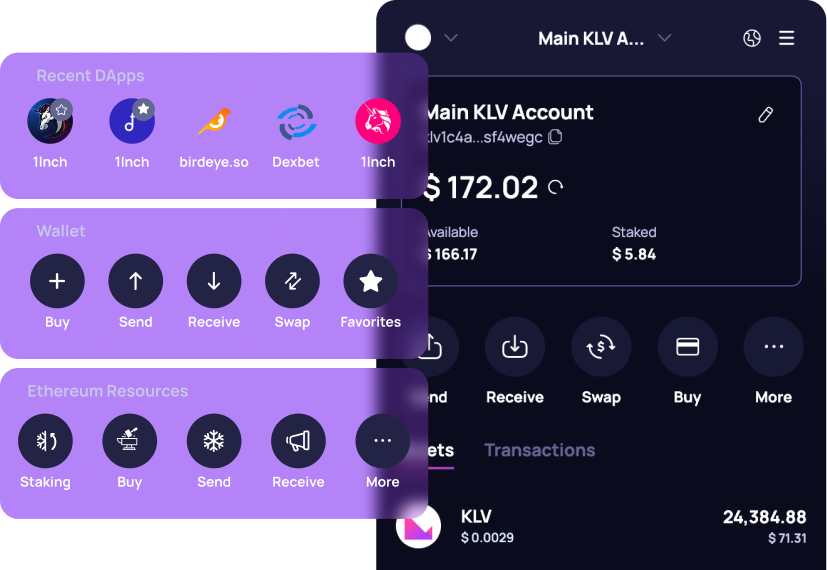 Main KLV A...
Recent DApps
1Inch
1Inch
birdeye.so
Dexbet
1Inch
Main KLV Account
klv1c4a...sf4wegc
$ 172.02
Available
Staked
$ 166.17
$ 5.84
Wallet
Buy
Send
Receive
Swap
Favorites
Send
Receive
Swap
Buy
More
Ethereum Resources
Staking
Buy
Send
Receive
More
Assets
Transactions
KLV
24,384.88
$ 0.0029
$ 71.31